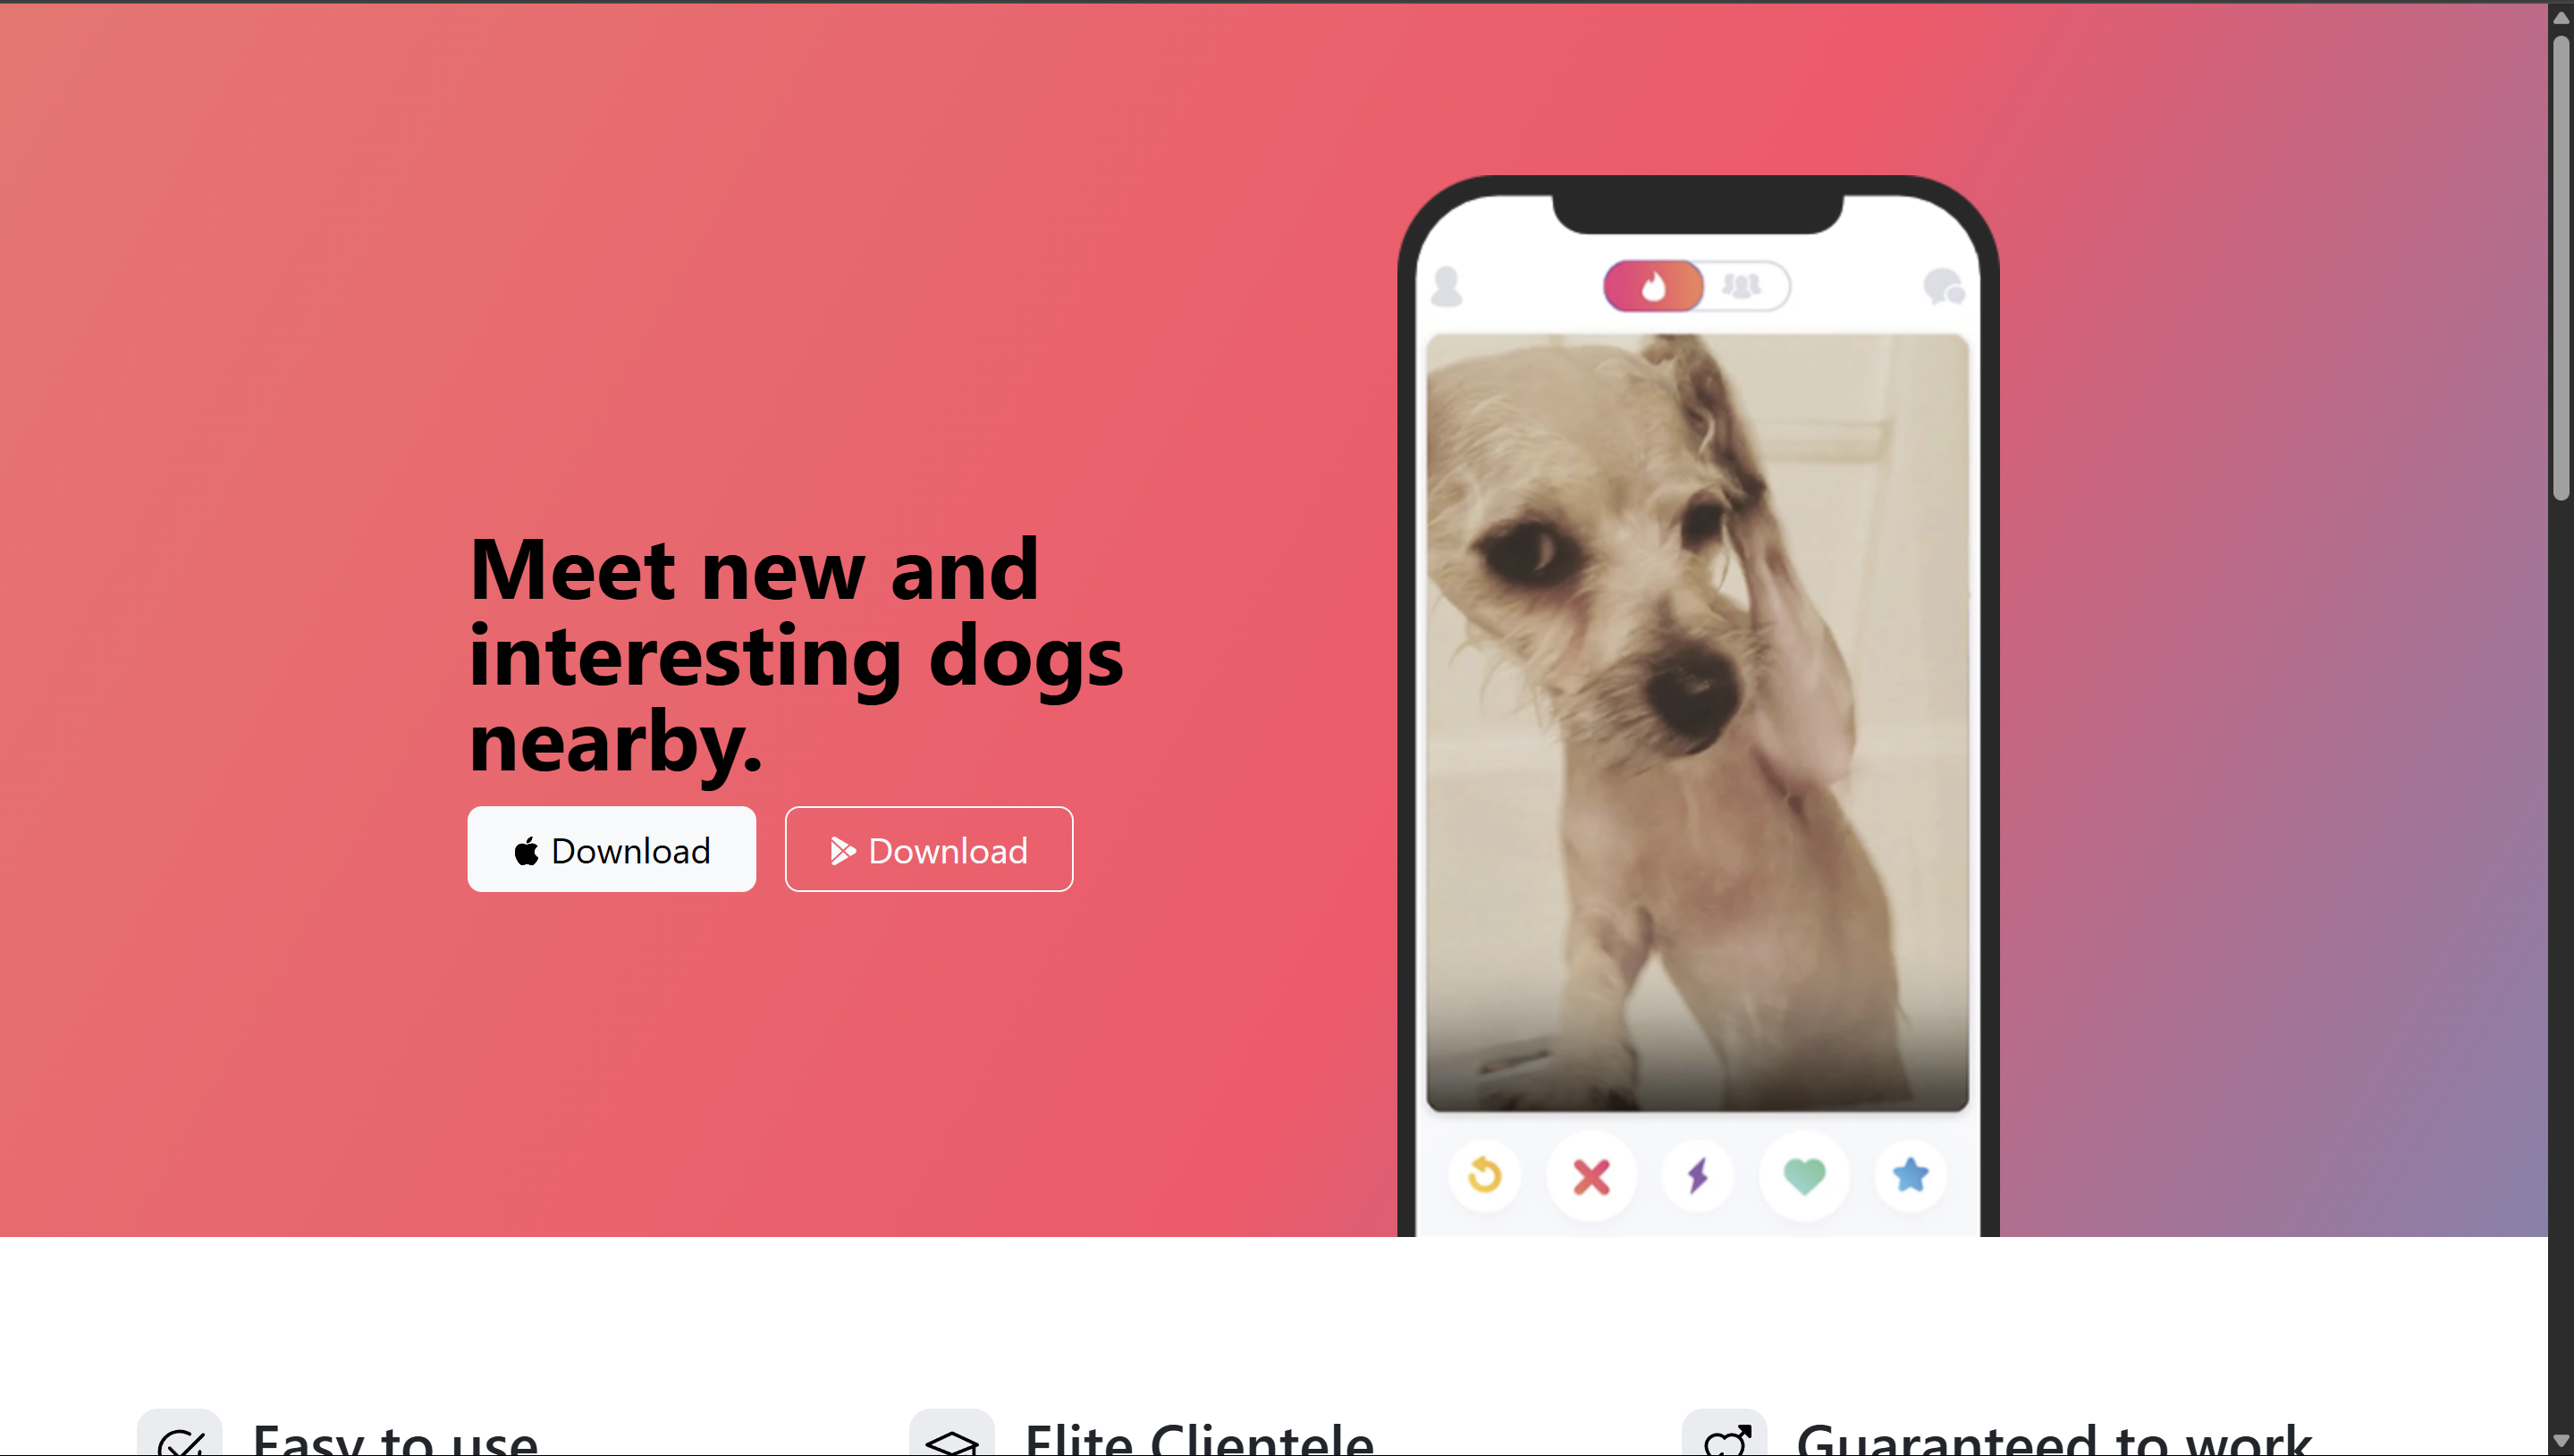 Meet new and
interesting dogs
nearby.
Download
Download
Easy to use
Elite Clientele
Guaranteed to work